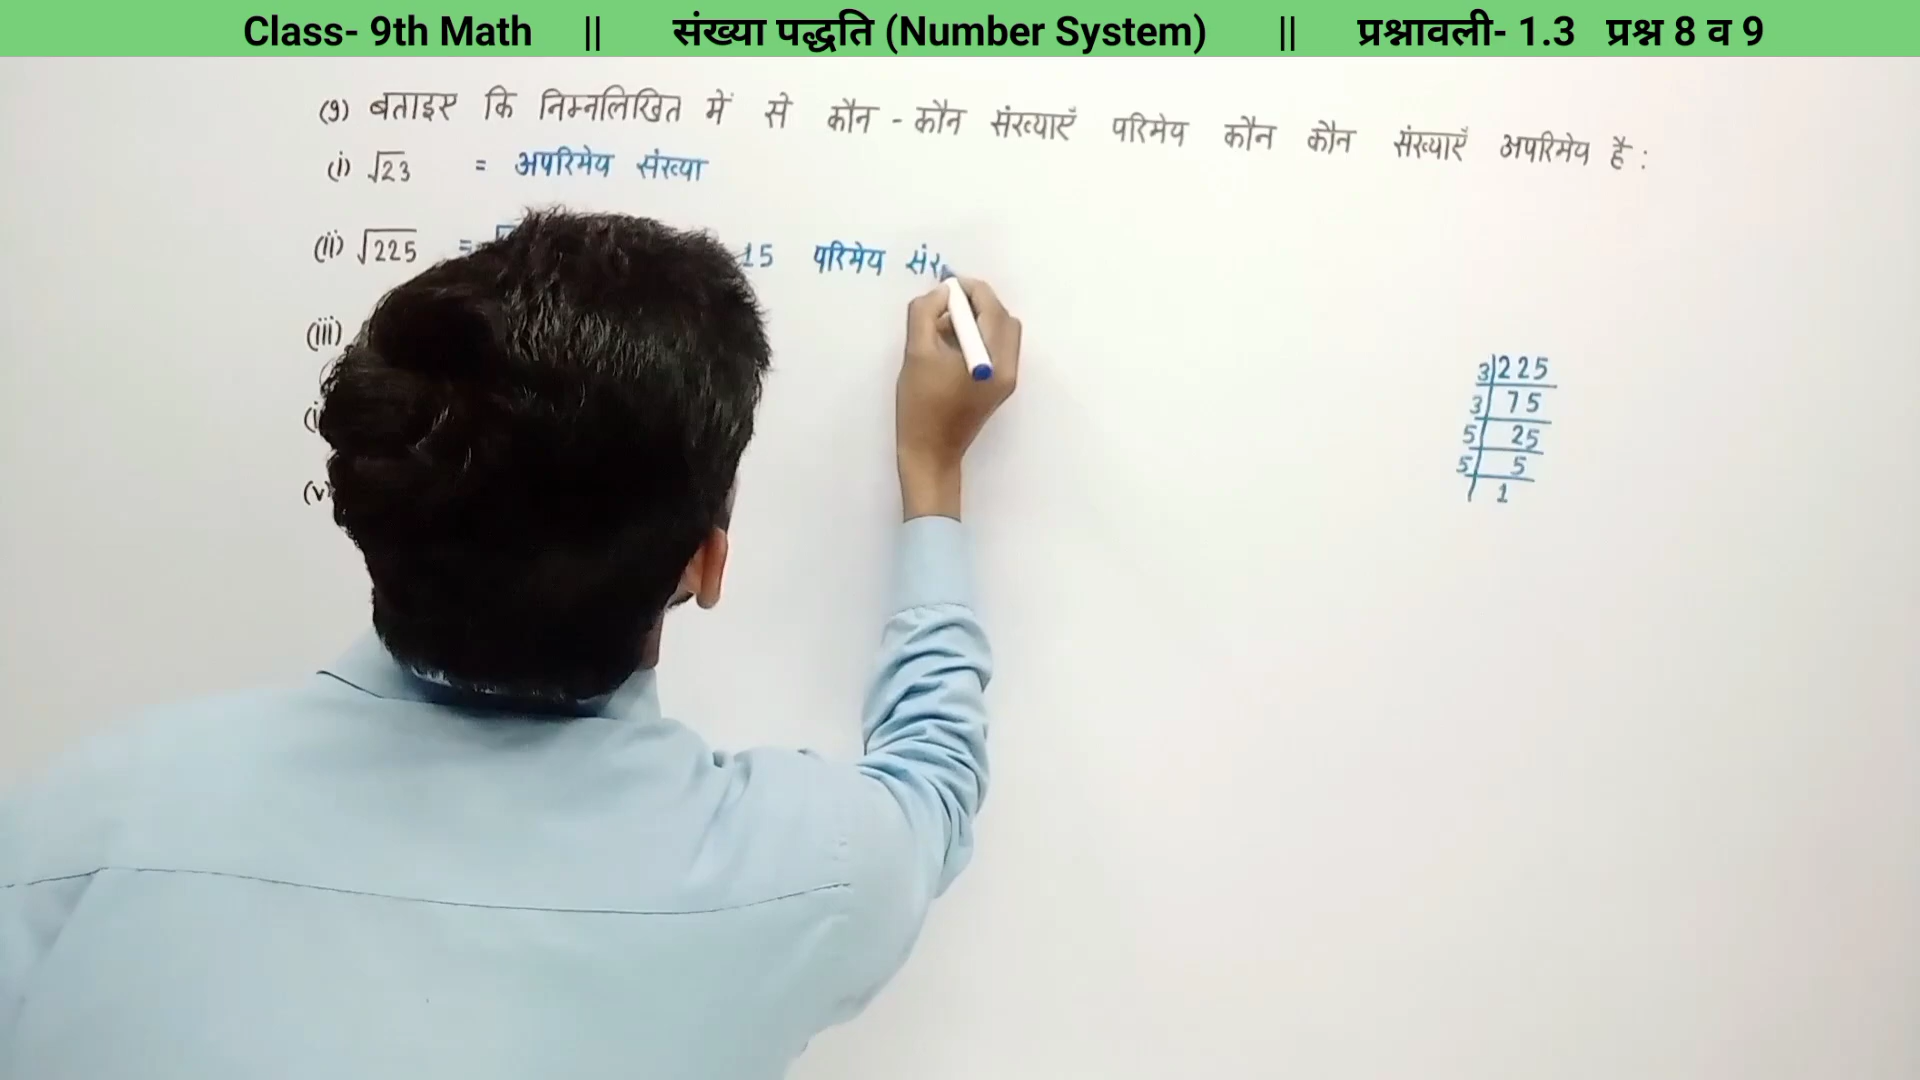 Class- 9th Math || संख्या पद्धति (Number System) || प्रश्नावली- 1.3 प्रश्न 8 व 9
(9) बताइए कि निम्नलिखित में से कौन - कौन संख्याएँ परिमेय कौन कौन संख्याएँ अपरिमेय है :
(i) √23 = अपरिमेय संख्या
(ii) √225 = 15 परिमेय
(iii)
(v)
3 225
3 75
5 25
5 5
1